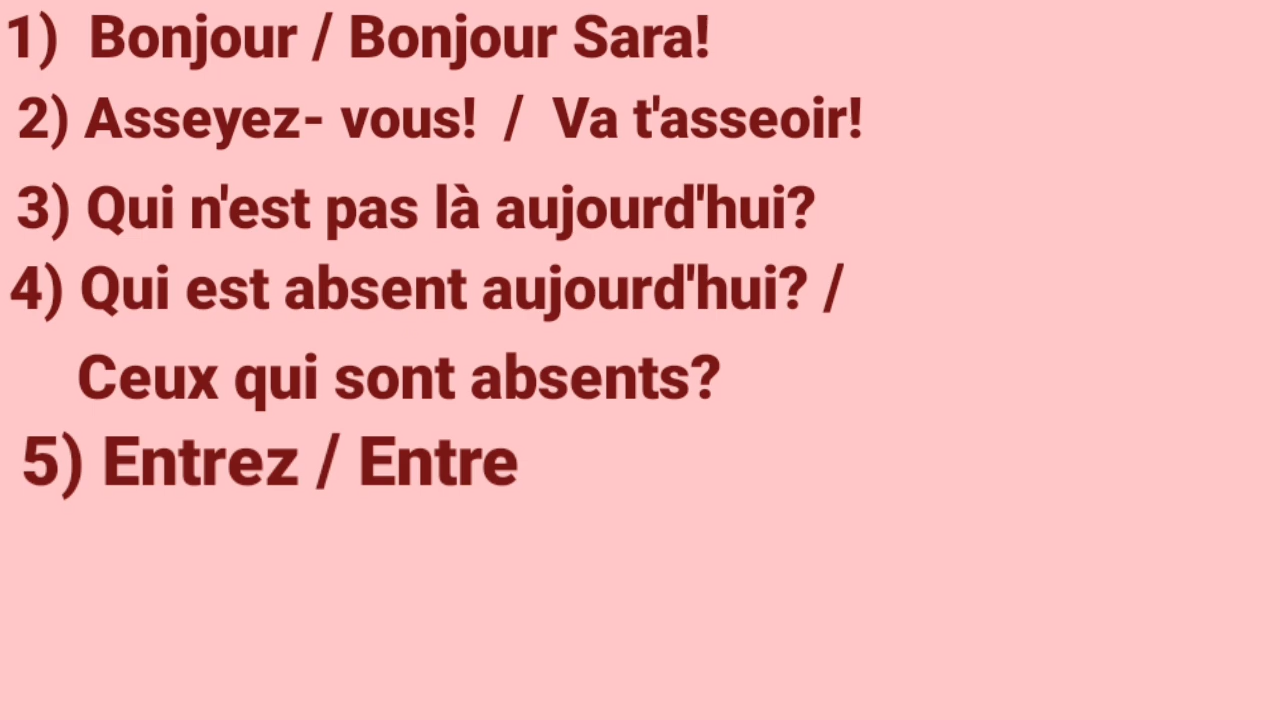 1) Bonjour / Bonjour Sara!
2) Asseyez- vous! / Va t'asseoir!
3) Qui n'est pas là aujourd'hui?
4) Qui est absent aujourd'hui? /
Ceux qui sont absents?
5) Entrez / Entre